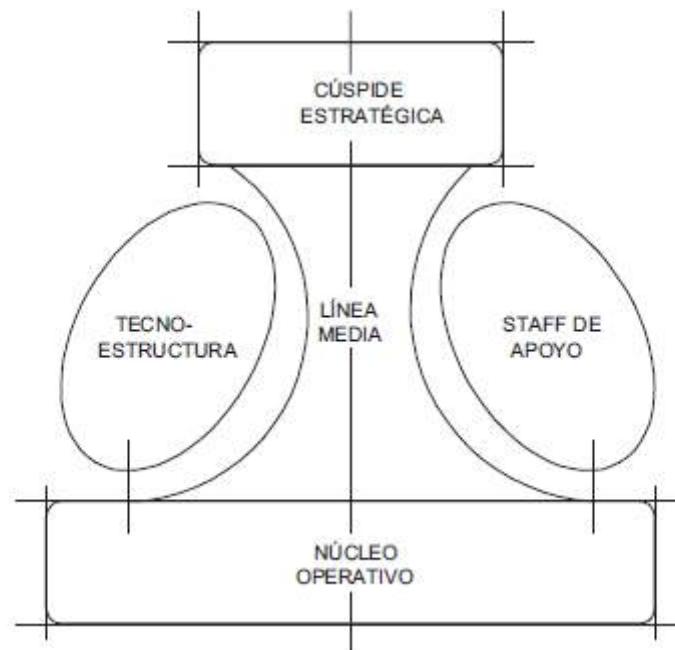 CÚSPIDE
ESTRATÉGICA
TECNO-
ESTRUCTURA
LÍNEA
MEDIA
STAFF DE
APOYO
NÚCLEO
OPERATIVO